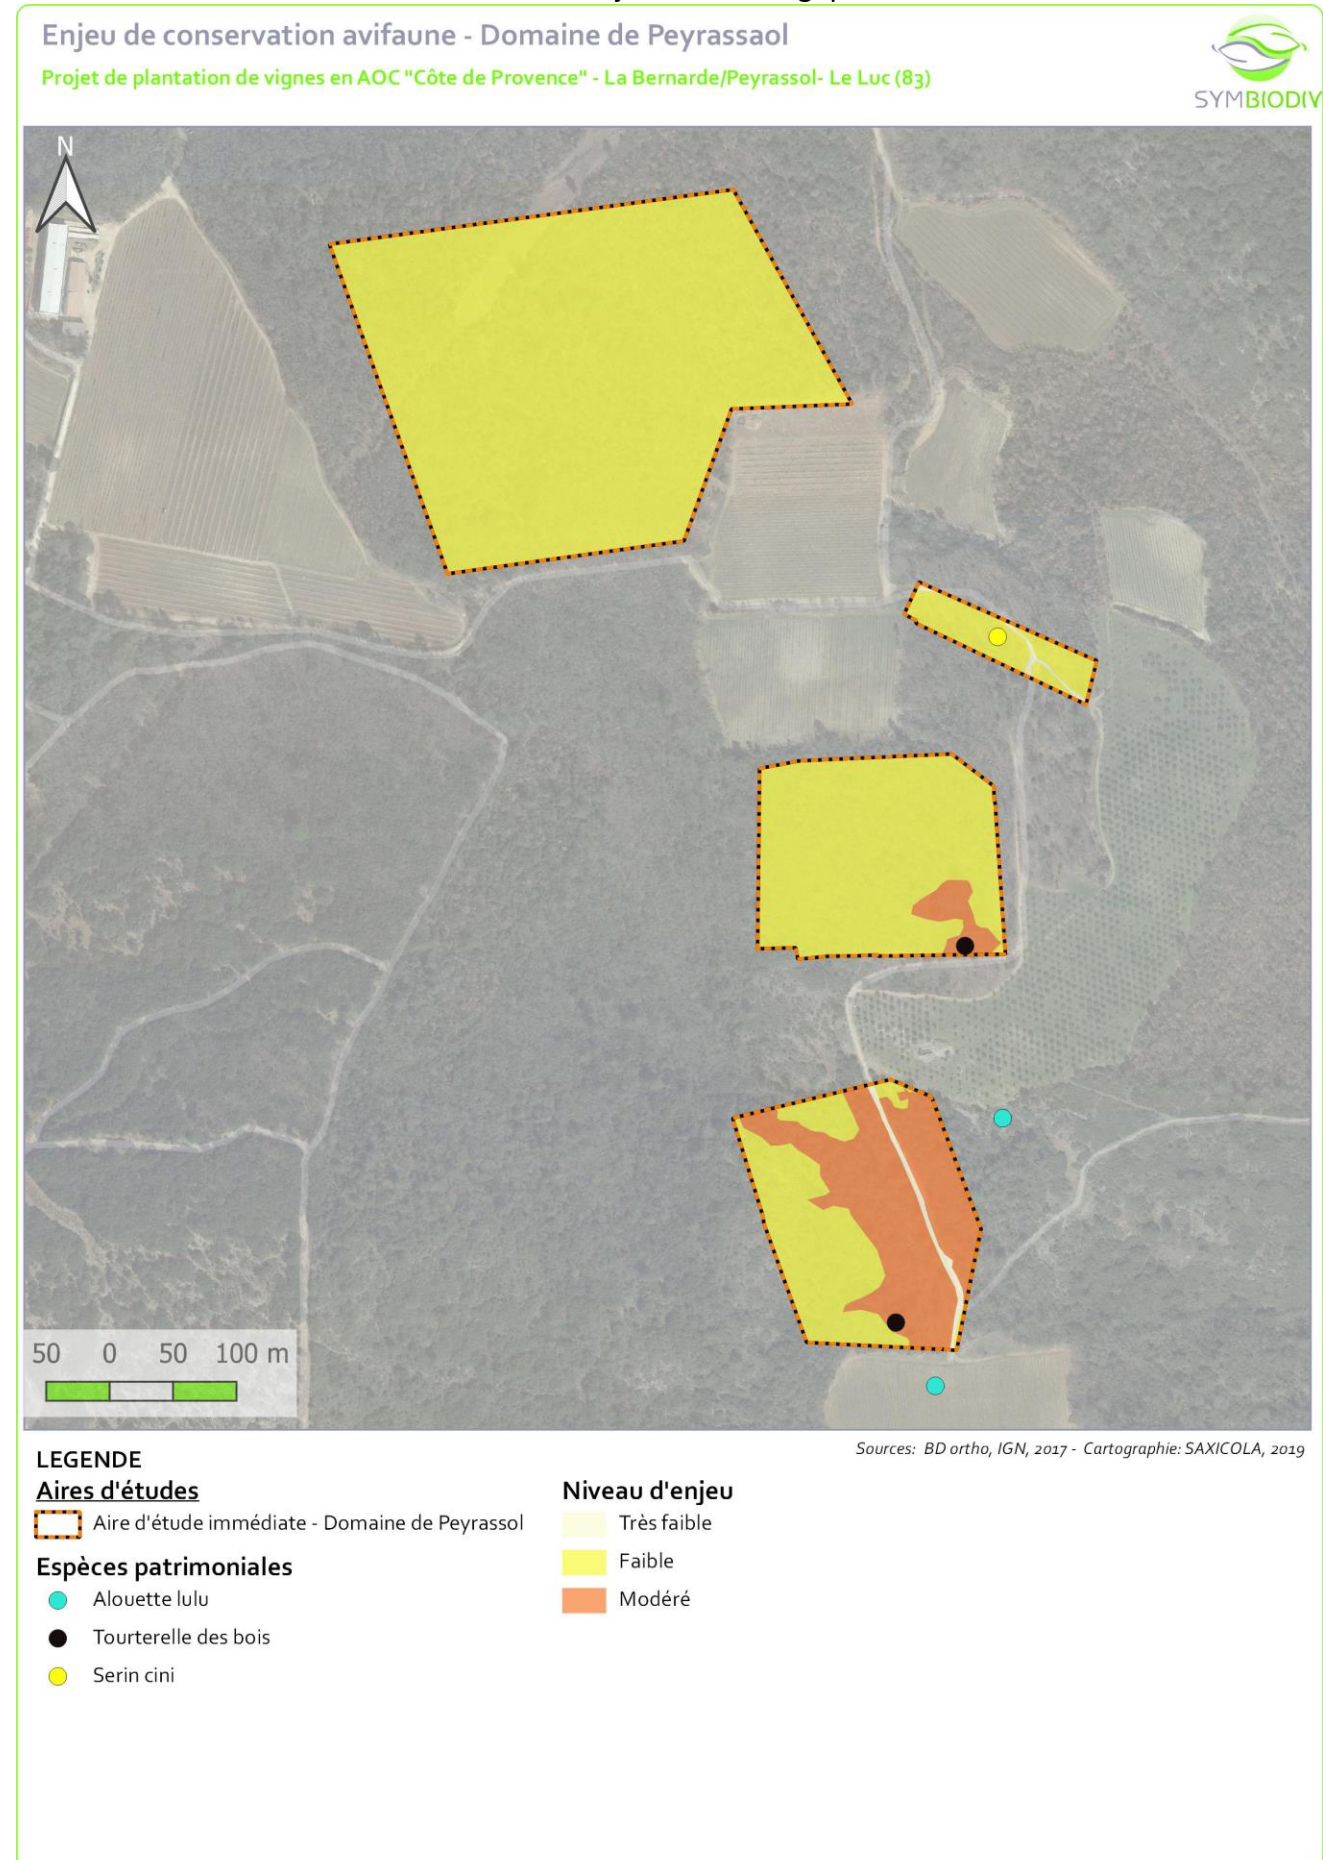 Enjeu de conservation avifaune - Domaine de Peyrassaol
Projet de plantation de vignes en AOC "Côte de Provence" - La Bernarde/Peyrassol- Le Luc (83)
SYMBIODIV
N
50 0 50 100 m
Sources: BD ortho, IGN, 2017 - Cartographie: SAXICOLA, 2019
LEGENDE
Aires d'études
Aire d'étude immédiate - Domaine de Peyrassol
Espèces patrimoniales
Alouette lulu
Tourterelle des bois
Serin cini
Niveau d'enjeu
Très faible
Faible
Modéré